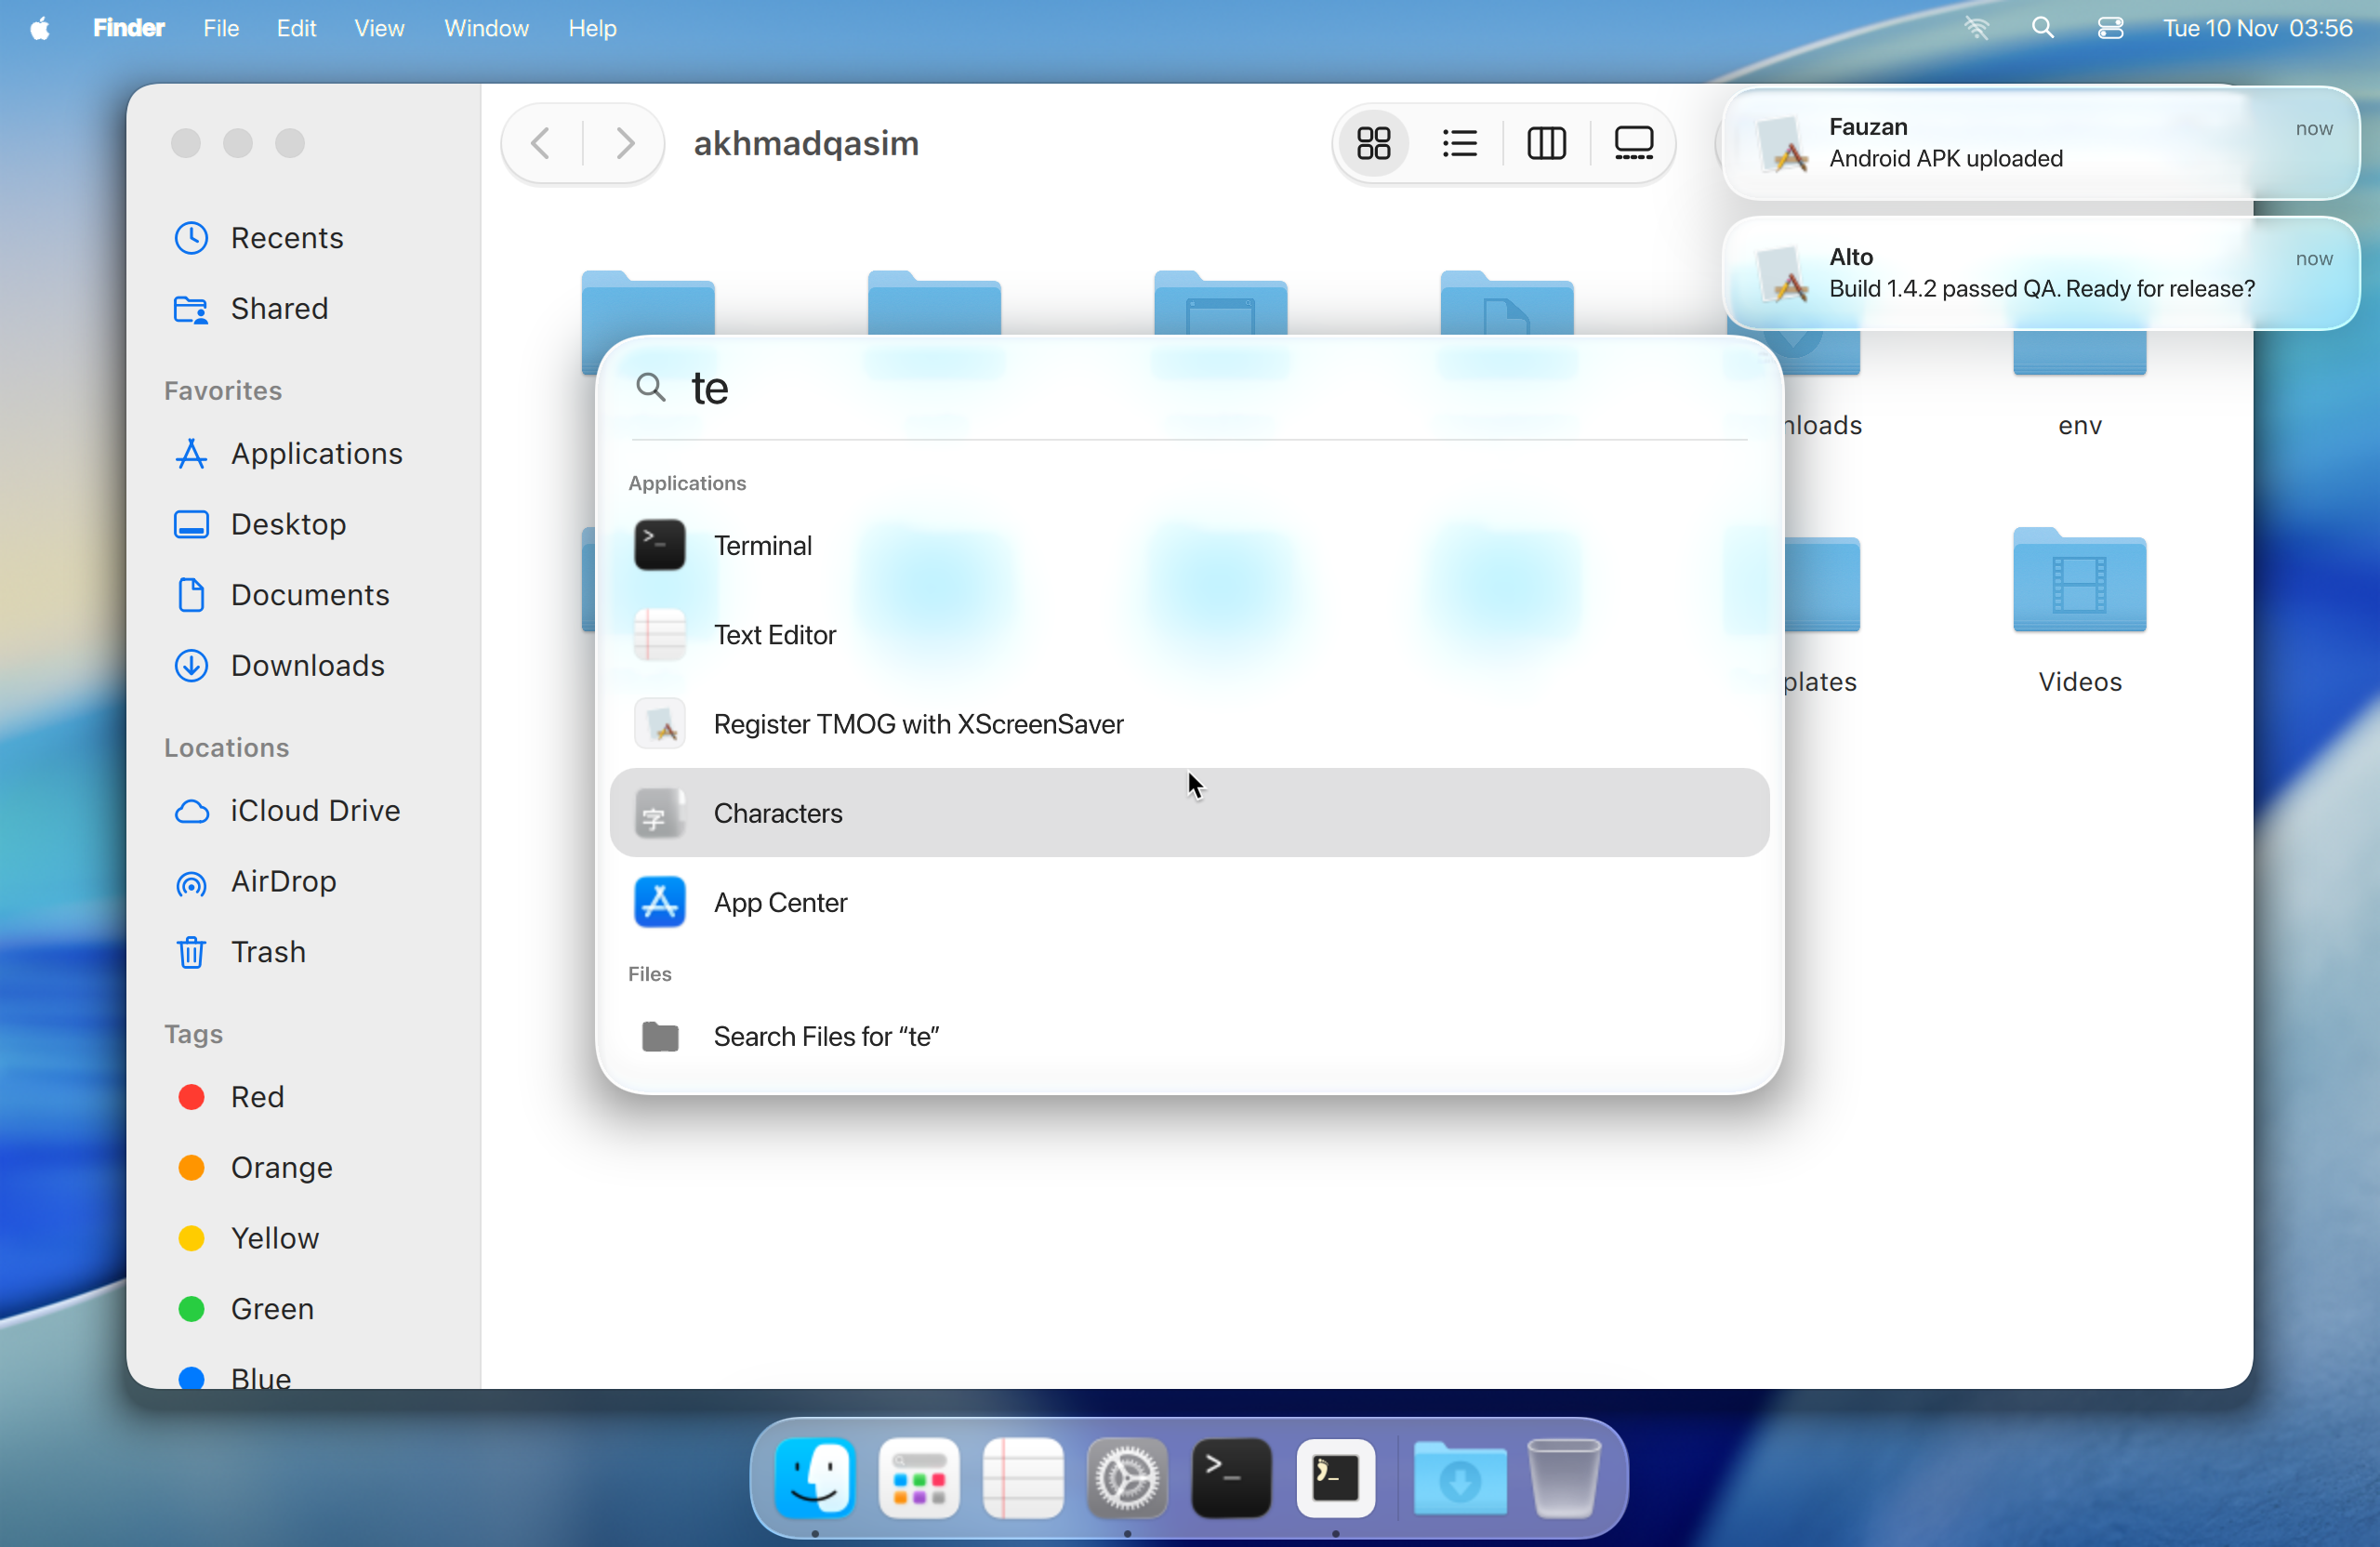 Finder File Edit View Window Help
Tue 10 Nov 03:56
akhmadqasim
Fauzan
now
Android APK uploaded
Alto
now
Build 1.4.2 passed QA. Ready for release?
Recents
Shared
Favorites
Applications
Desktop
Documents
Downloads
Locations
iCloud Drive
AirDrop
Trash
Tags
Red
Orange
Yellow
Green
Blue
te
Applications
Terminal
Text Editor
Register TMOG with XScreenSaver
字
Characters
App Center
Files
Search Files for “te”
nloads
env
plates
Videos